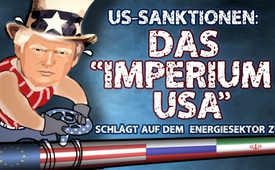 US-SANKTIONEN:
DAS
"IMPERIUM
USA"
SCHLÄGT AUF DEM ENERGIESEKTOR Z